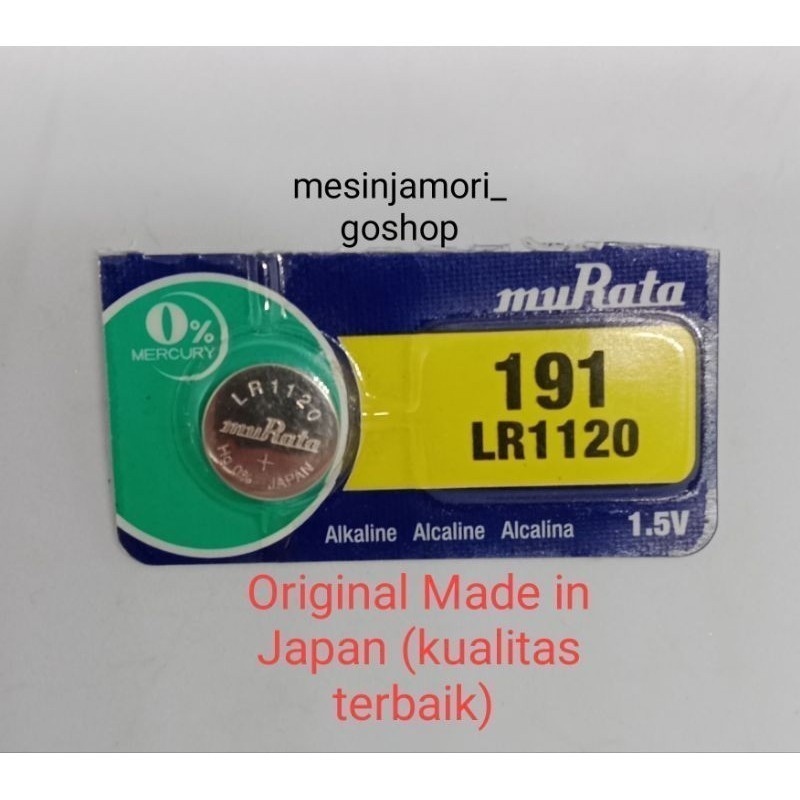 mesinjamori_
goshop
muRata
0%
MERCURY
191
LR1120
LR1120
muRata
+
Hg 0% JAPAN
Alkaline Alcaline Alcalina
1.5V
Original Made in
Japan (kualitas
terbaik)